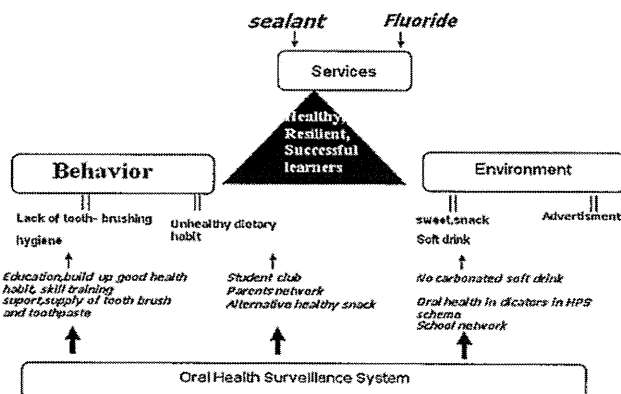 sealant
Fluoride
Services
Healthy,
Resilient,
Successful
learners
Behavior
Environment
Lack of tooth- brushing
hygiene
Unhealthy dietary
habit
sweet,snack
Soft drink
Advertisment
Education,build up good health
habit, skill training
suport,supply of tooth brush
and toothpaste
Student club
Parents network
Alternative healthy snack
No carbonated soft drink
Oral health in dicators in HPS
schema
School network
Oral Health Surveillance System